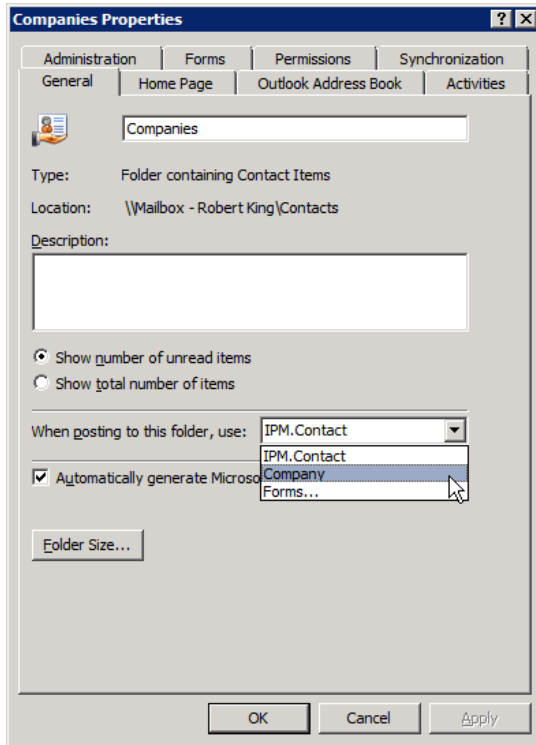 Companies Properties
Administration Forms Permissions Synchronization
General Home Page Outlook Address Book Activities
Companies
Type: Folder containing Contact Items
Location: \\Mailbox - Robert King\Contacts
Description:
Show number of unread items
Show total number of items
When posting to this folder, use: IPM.Contact
IPM.Contact
Automatically generate Microso
Company
Forms...
Folder Size...
OK Cancel Apply